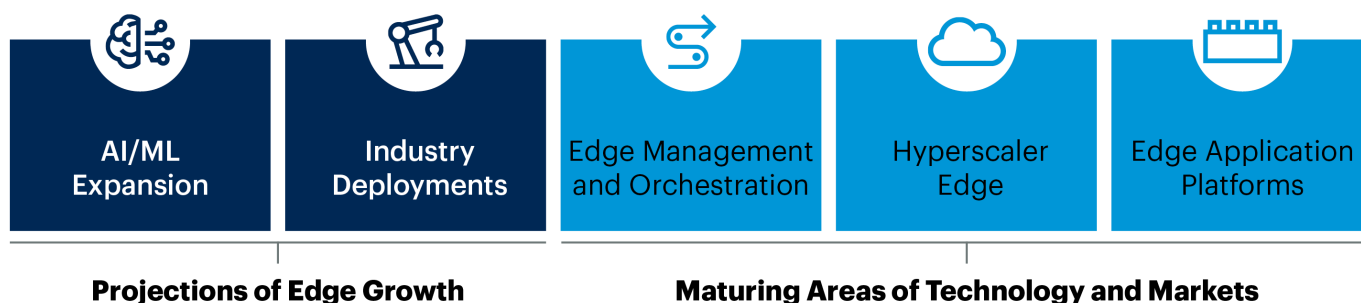 AI/ML
Expansion
Industry
Deployments
Edge Management
and Orchestration
Hyperscaler
Edge
Edge Application
Platforms
Projections of Edge Growth
Maturing Areas of Technology and Markets